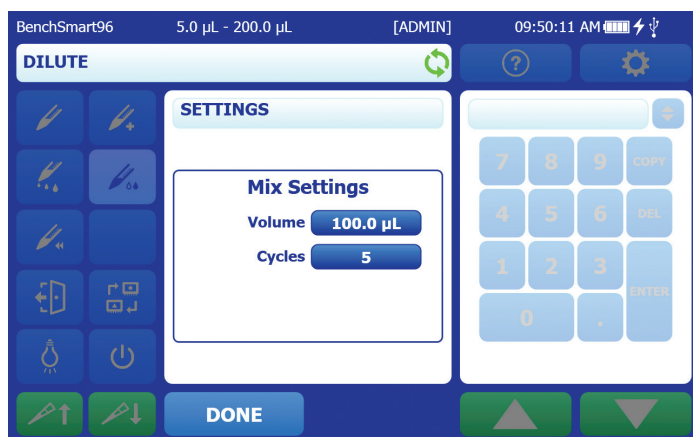 BenchSmart96 5.0 µL - 200.0 µL [ADMIN] 09:50:11 AM
DILUTE
?
SETTINGS
Mix Settings
Volume 100.0 µL
Cycles 5
7 8 9 COPY
4 5 6 DEL
1 2 3
ENTER
0 .
DONE